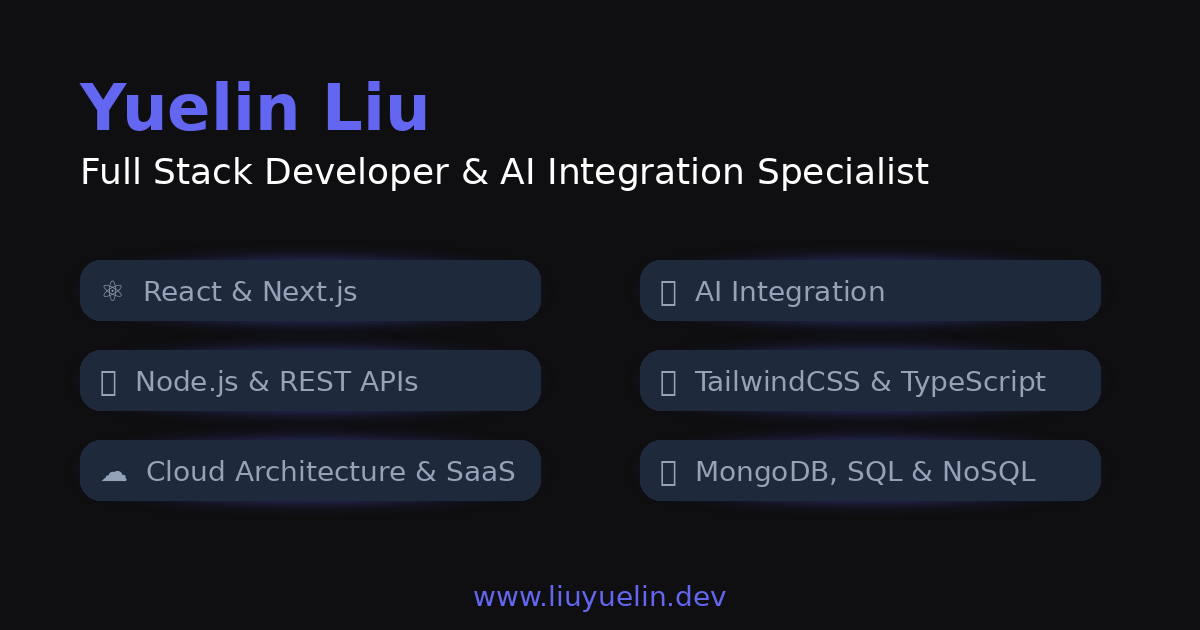 Yuelin Liu
Full Stack Developer & AI Integration Specialist
⚛ React & Next.js
AI Integration
Node.js & REST APIs
TailwindCSS & TypeScript
☁ Cloud Architecture & SaaS
MongoDB, SQL & NoSQL
www.liuyuelin.dev